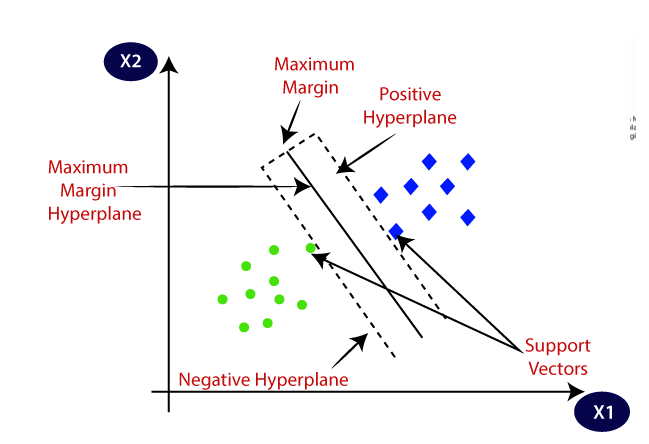 X2
Maximum
Margin
Positive
Hyperplane
Maximum
Margin
Hyperplane
Support
Vectors
Negative Hyperplane
X1